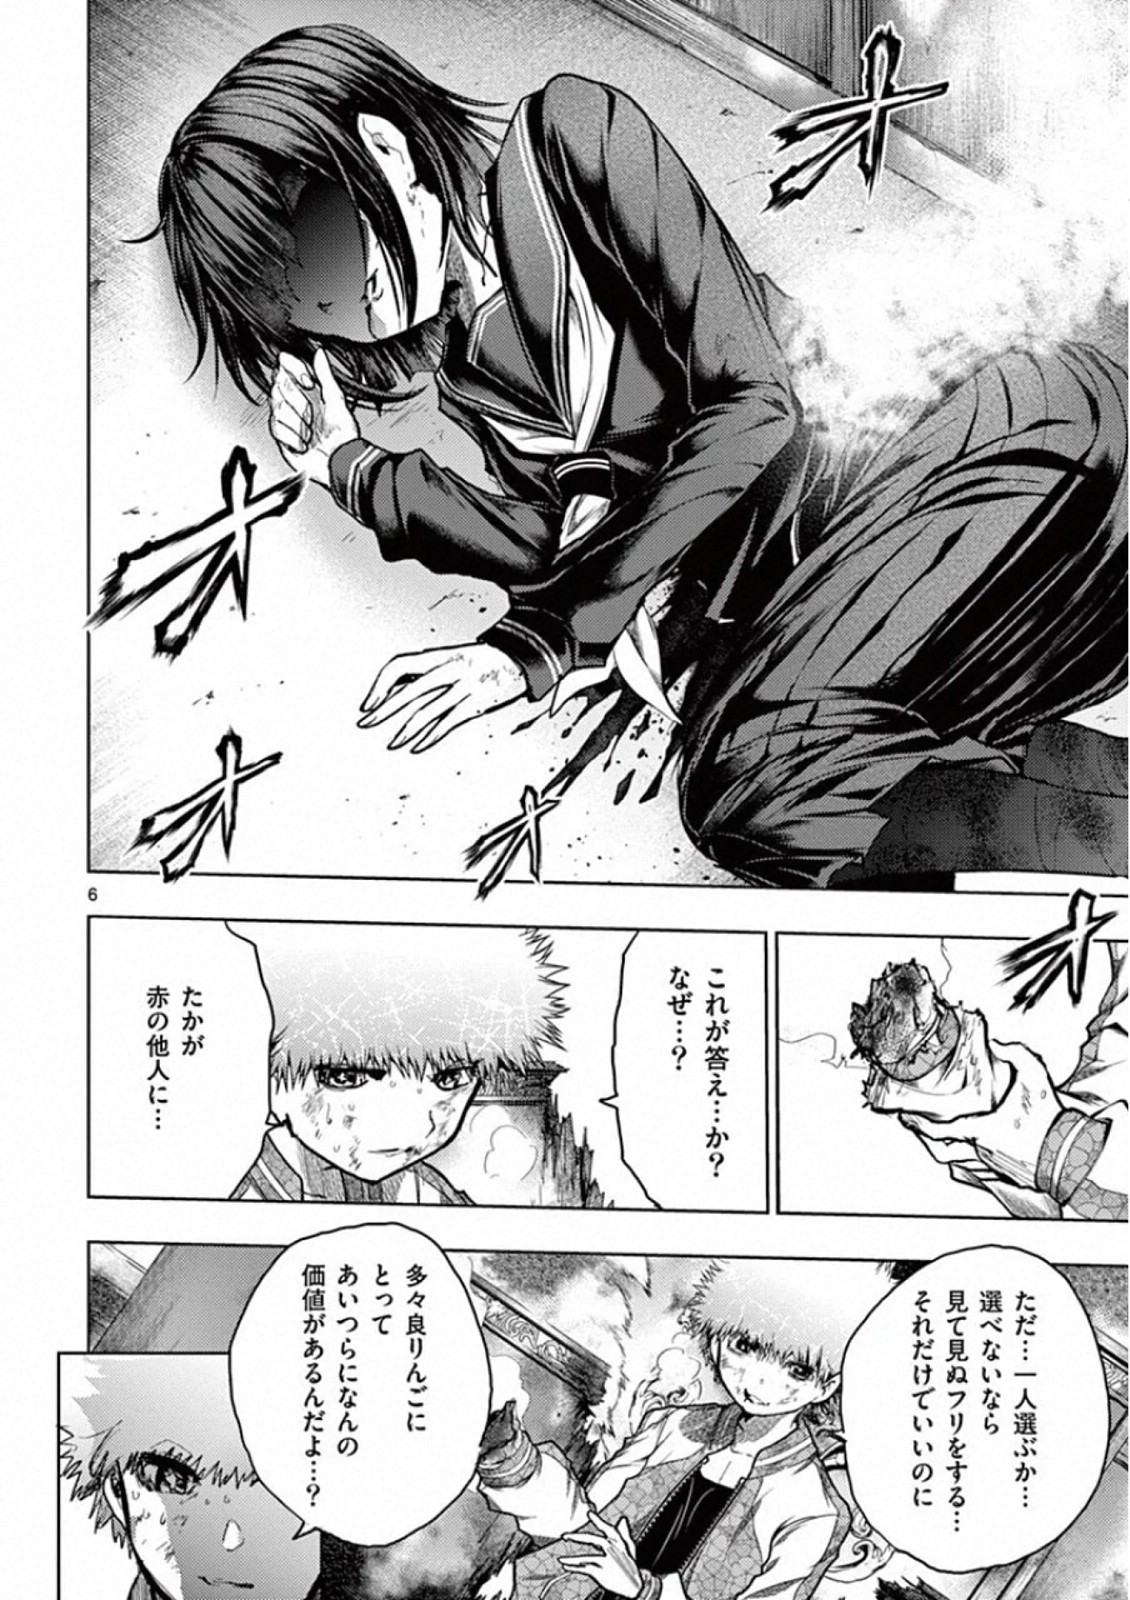 オ
オ
オ
オ
6
オ
これが答え…か?
なぜ…?
たかが
赤の他人に…
ただ…一人選ぶか…
選べないなら
見て見ぬフリをする…
それだけでいいのに
多々良りんごに
とって
あいつらになんの
価値があるんだよ…?